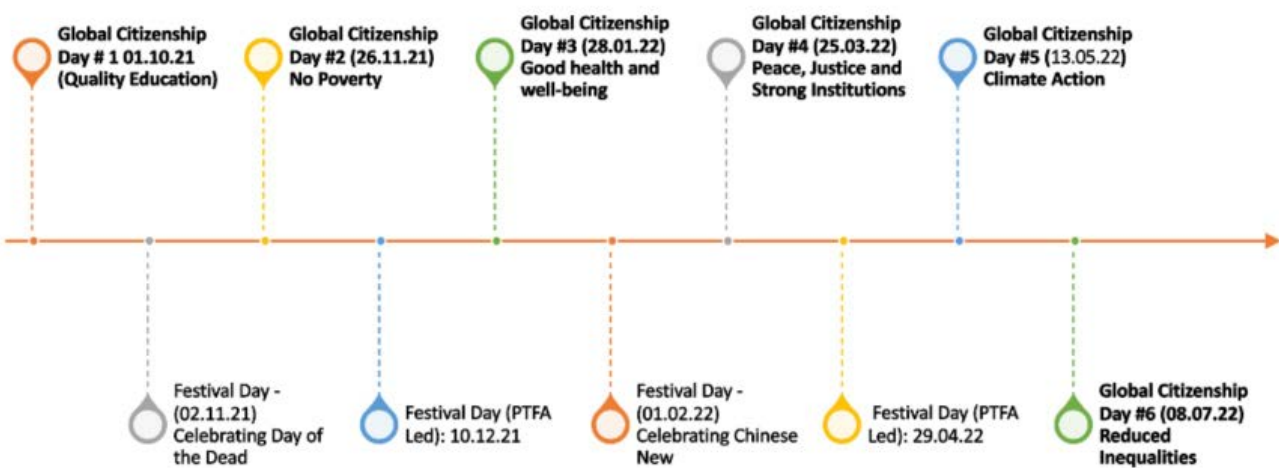 Global Citizenship
Day # 1 01.10.21
(Quality Education)
Global Citizenship
Day #2 (26.11.21)
No Poverty
Global Citizenship
Day #3 (28.01.22)
Good health and
well-being
Global Citizenship
Day #4 (25.03.22)
Peace, Justice and
Strong Institutions
Global Citizenship
Day #5 (13.05.22)
Climate Action
Festival Day -
(02.11.21)
Celebrating Day of
the Dead
Festival Day (PTFA
Led): 10.12.21
Festival Day -
(01.02.22)
Celebrating Chinese
New
Festival Day (PTFA
Led): 29.04.22
Global Citizenship
Day #6 (08.07.22)
Reduced
Inequalities